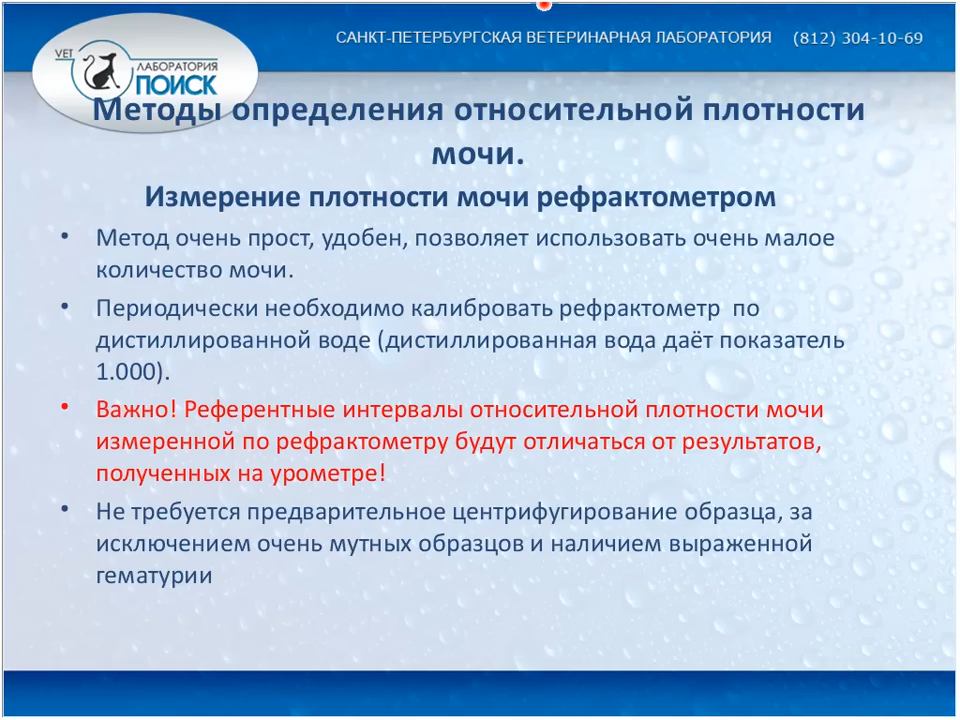 САНКТ-ПЕТЕРБУРГСКАЯ ВЕТЕРИНАРНАЯ ЛАБОРАТОРИЯ (812) 304-10-69
VET
ЛАБОРАТОРИЯ
ПОИСК
Методы определения относительной плотности
мочи.
Измерение плотности мочи рефрактометром
• Метод очень прост, удобен, позволяет использовать очень малое
количество мочи.
• Периодически необходимо калибровать рефрактометр по
дистиллированной воде (дистиллированная вода даёт показатель
1.000).
• Важно! Референтные интервалы относительной плотности мочи
измеренной по рефрактометру будут отличаться от результатов,
полученных на урометре!
• Не требуется предварительное центрифугирование образца, за
исключением очень мутных образцов и наличием выраженной
гематурии